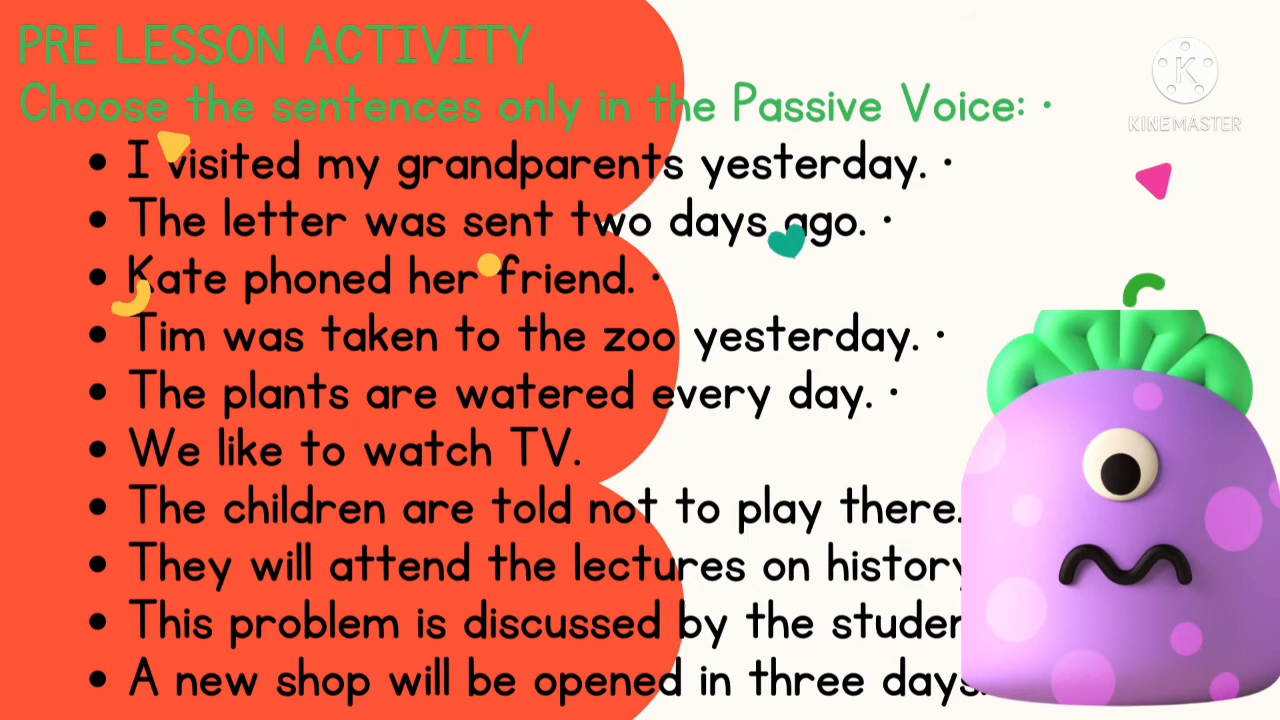 PRE LESSON ACTIVITY
Choose the sentences only in the Passive Voice: ·
• I visited my grandparents yesterday. ·
• The letter was sent two days ago. ·
• Kate phoned her friend. ·
• Tim was taken to the zoo yesterday. ·
• The plants are watered every day. ·
• We like to watch TV.
• The children are told not to play there.
• They will attend the lectures on history
• This problem is discussed by the
• A new shop will be opened in three days.
K
KINEMASTER